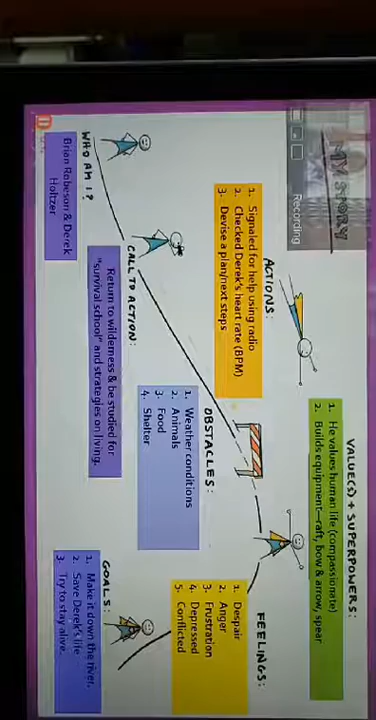 MY STORY
Recording
VALUE(S) + SUPERPOWERS:
1. He values human life (compassionate)
2. Builds equipment—raft, bow & arrow, spear
ACTIONS:
1. Signaled for help using radio
2. Checked Derek's heart rate (BPM)
3. Devise a plan/next steps
FEELINGS:
1. Despair
2. Anger
3. Frustration
4. Depressed
5. Conflicted
OBSTACLES:
1. Weather conditions
2. Animals
3. Food
4. Shelter
CALL TO ACTION:
Return to wilderness & be studied for
"survival school" and strategies on living.
WHO AM I?
Brian Robeson & Derek
Holtzer
GOALS:
1. Make it down the river.
2. Save Derek's life
3. Try to stay alive.